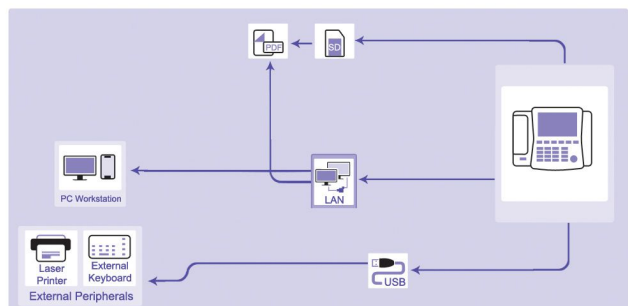 PDF
SD
PC Workstation
LAN
Laser
Printer
External
Keyboard
USB
External Peripherals